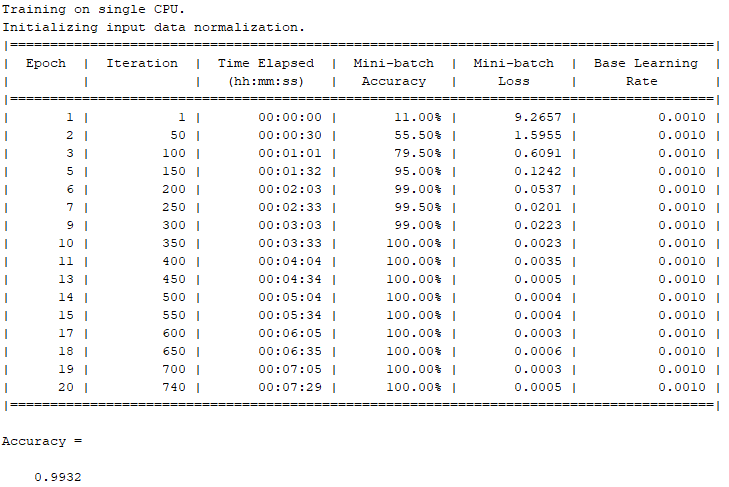 Training on single CPU.
Initializing input data normalization.
|========================================================================================|
|  Epoch  |  Iteration  |  Time Elapsed  |  Mini-batch  |  Mini-batch  |  Base Learning  |
|         |             |   (hh:mm:ss)   |   Accuracy   |     Loss     |      Rate       |
|========================================================================================|
|       1 |           1 |       00:00:00 |       11.00% |       9.2657 |          0.0010 |
|       2 |          50 |       00:00:30 |       55.50% |       1.5955 |          0.0010 |
|       3 |         100 |       00:01:01 |       79.50% |       0.6091 |          0.0010 |
|       5 |         150 |       00:01:32 |       95.00% |       0.1242 |          0.0010 |
|       6 |         200 |       00:02:03 |       99.00% |       0.0537 |          0.0010 |
|       7 |         250 |       00:02:33 |       99.50% |       0.0201 |          0.0010 |
|       9 |         300 |       00:03:03 |       99.00% |       0.0223 |          0.0010 |
|      10 |         350 |       00:03:33 |      100.00% |       0.0023 |          0.0010 |
|      11 |         400 |       00:04:04 |      100.00% |       0.0035 |          0.0010 |
|      13 |         450 |       00:04:34 |      100.00% |       0.0005 |          0.0010 |
|      14 |         500 |       00:05:04 |      100.00% |       0.0004 |          0.0010 |
|      15 |         550 |       00:05:34 |      100.00% |       0.0004 |          0.0010 |
|      17 |         600 |       00:06:05 |      100.00% |       0.0003 |          0.0010 |
|      18 |         650 |       00:06:35 |      100.00% |       0.0006 |          0.0010 |
|      19 |         700 |       00:07:05 |      100.00% |       0.0003 |          0.0010 |
|      20 |         740 |       00:07:29 |      100.00% |       0.0005 |          0.0010 |
|========================================================================================|
Accuracy =
0.9932